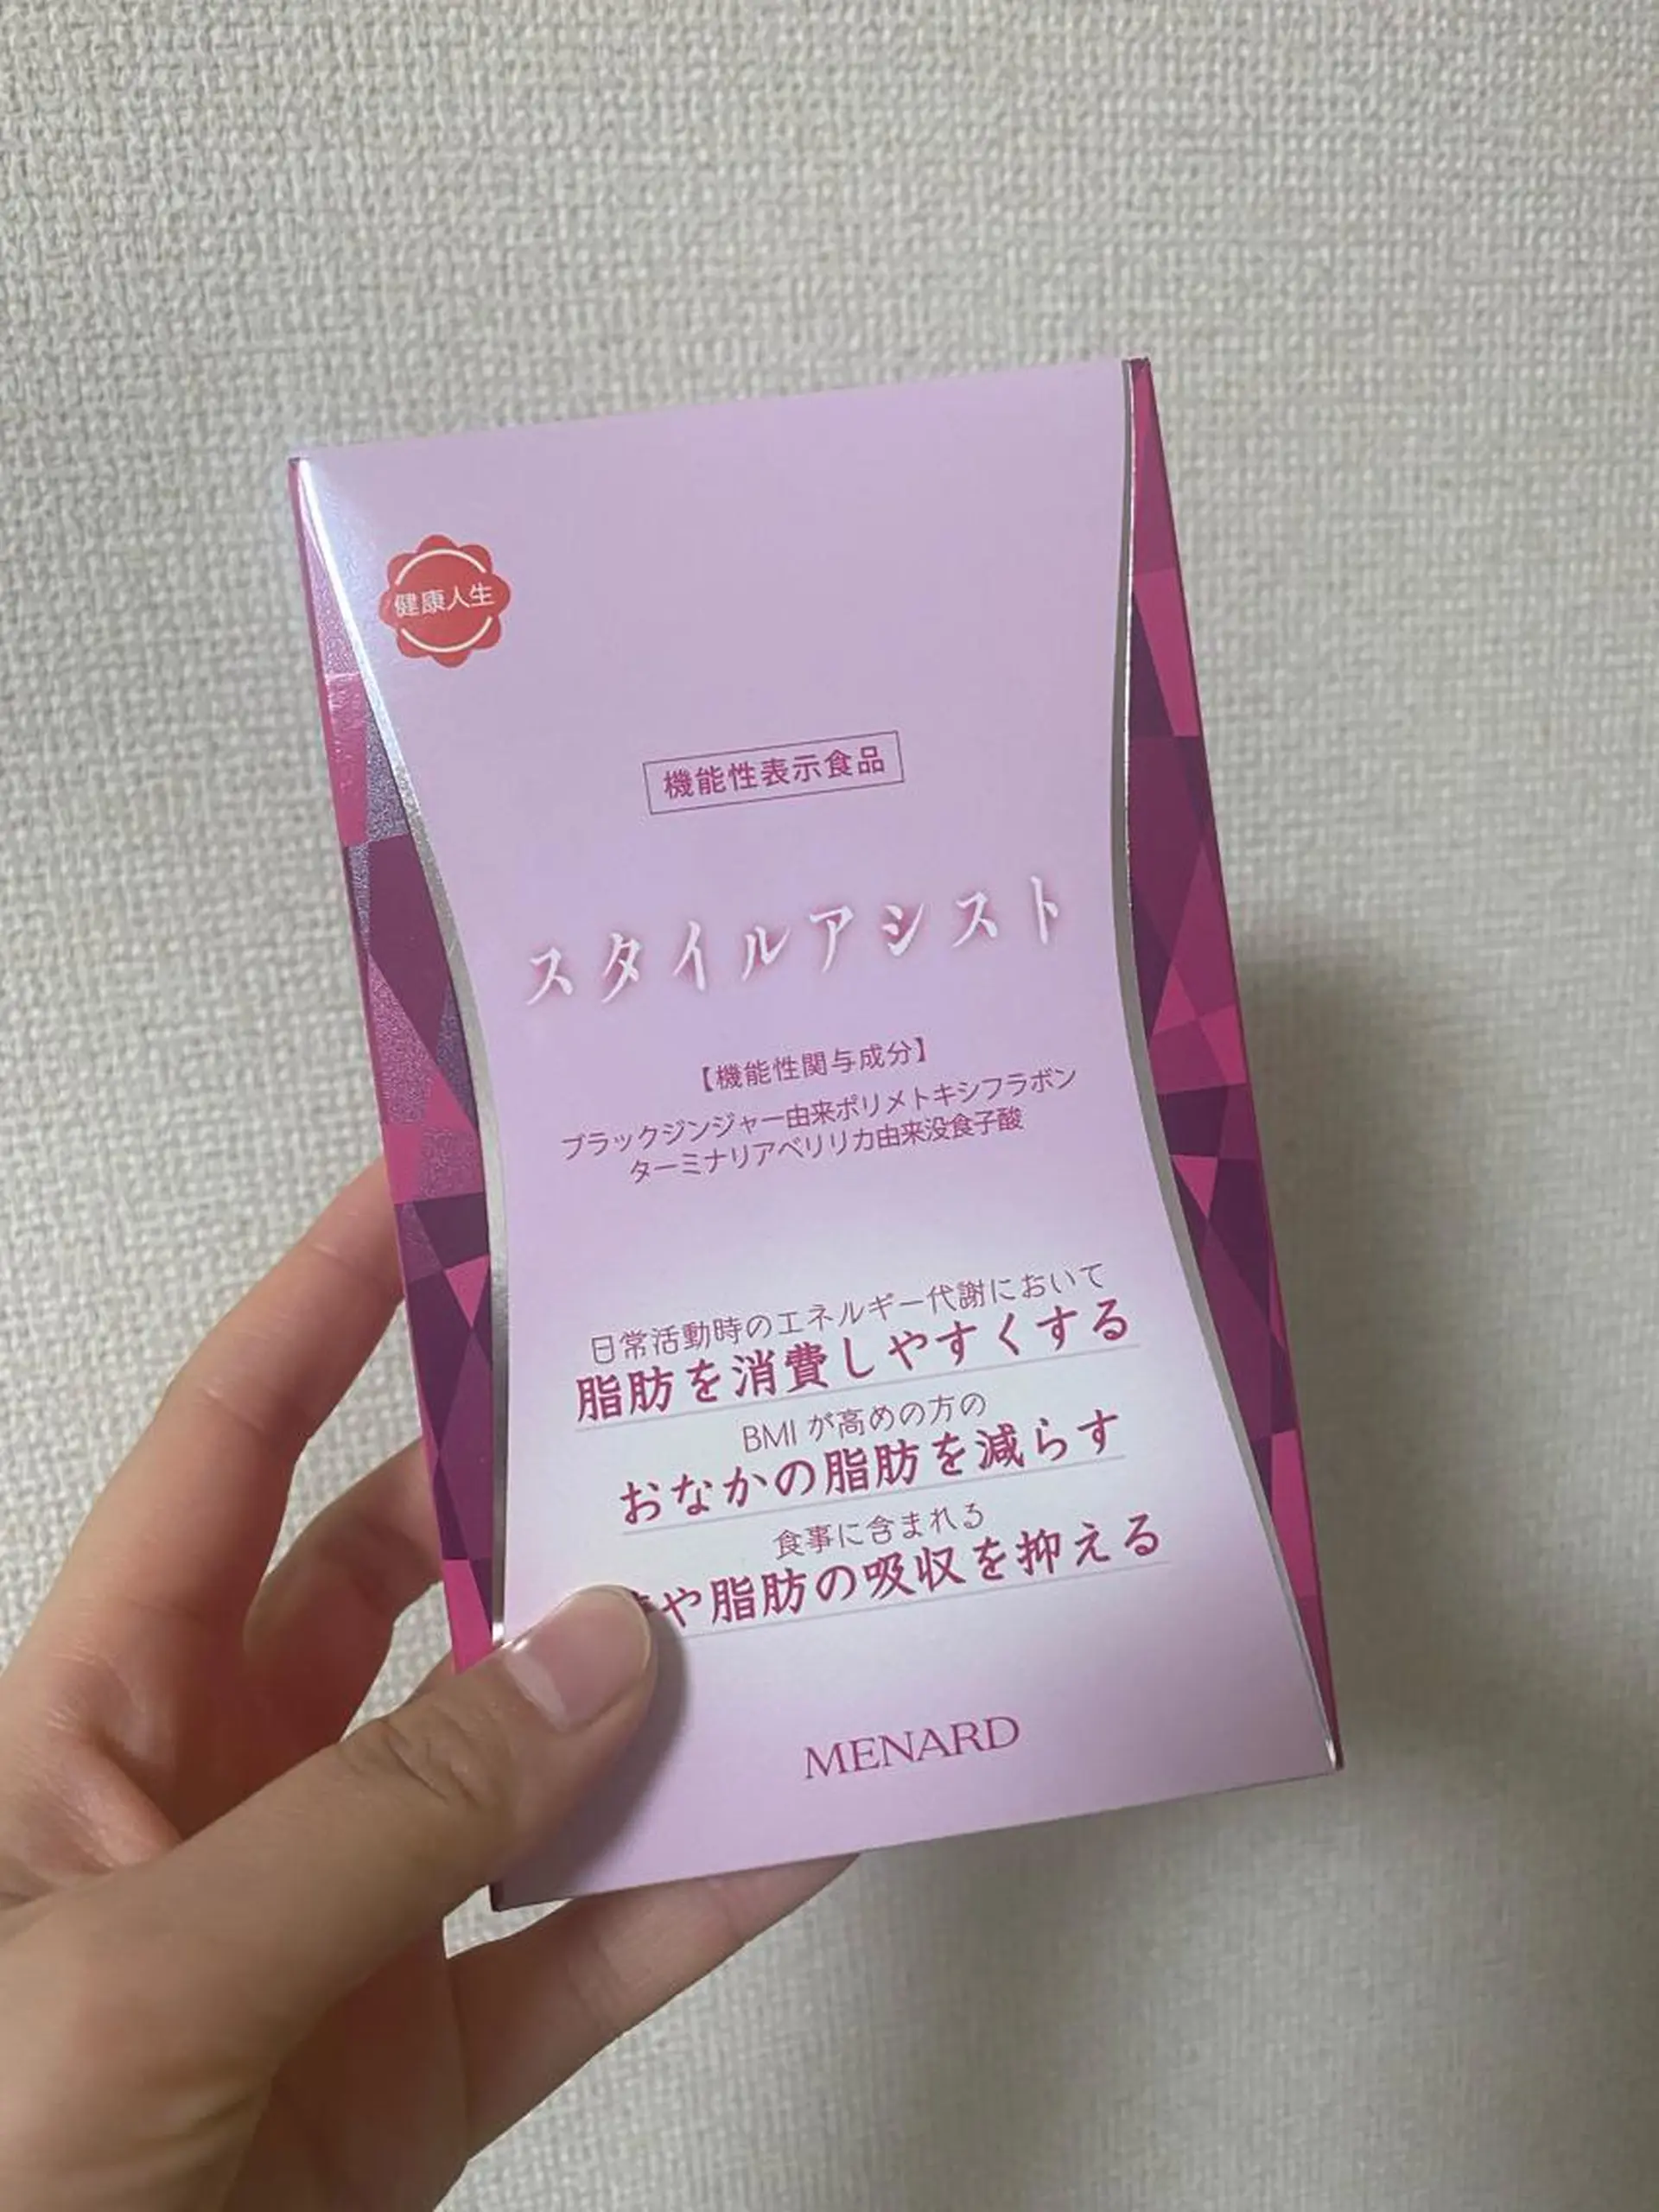 健康人生
機能性表示食品
スタイルアシスト
【機能性関与成分】
ブラックジンジャー由来ポリメトキシフラボン
ターミナリアベリリカ由来没食子酸
日常活動時のエネルギー代謝において
脂肪を消費しやすくする
BMIが高めの方の
おなかの脂肪を減らす
食事に含まれる
や脂肪の吸収を抑える
MENARD